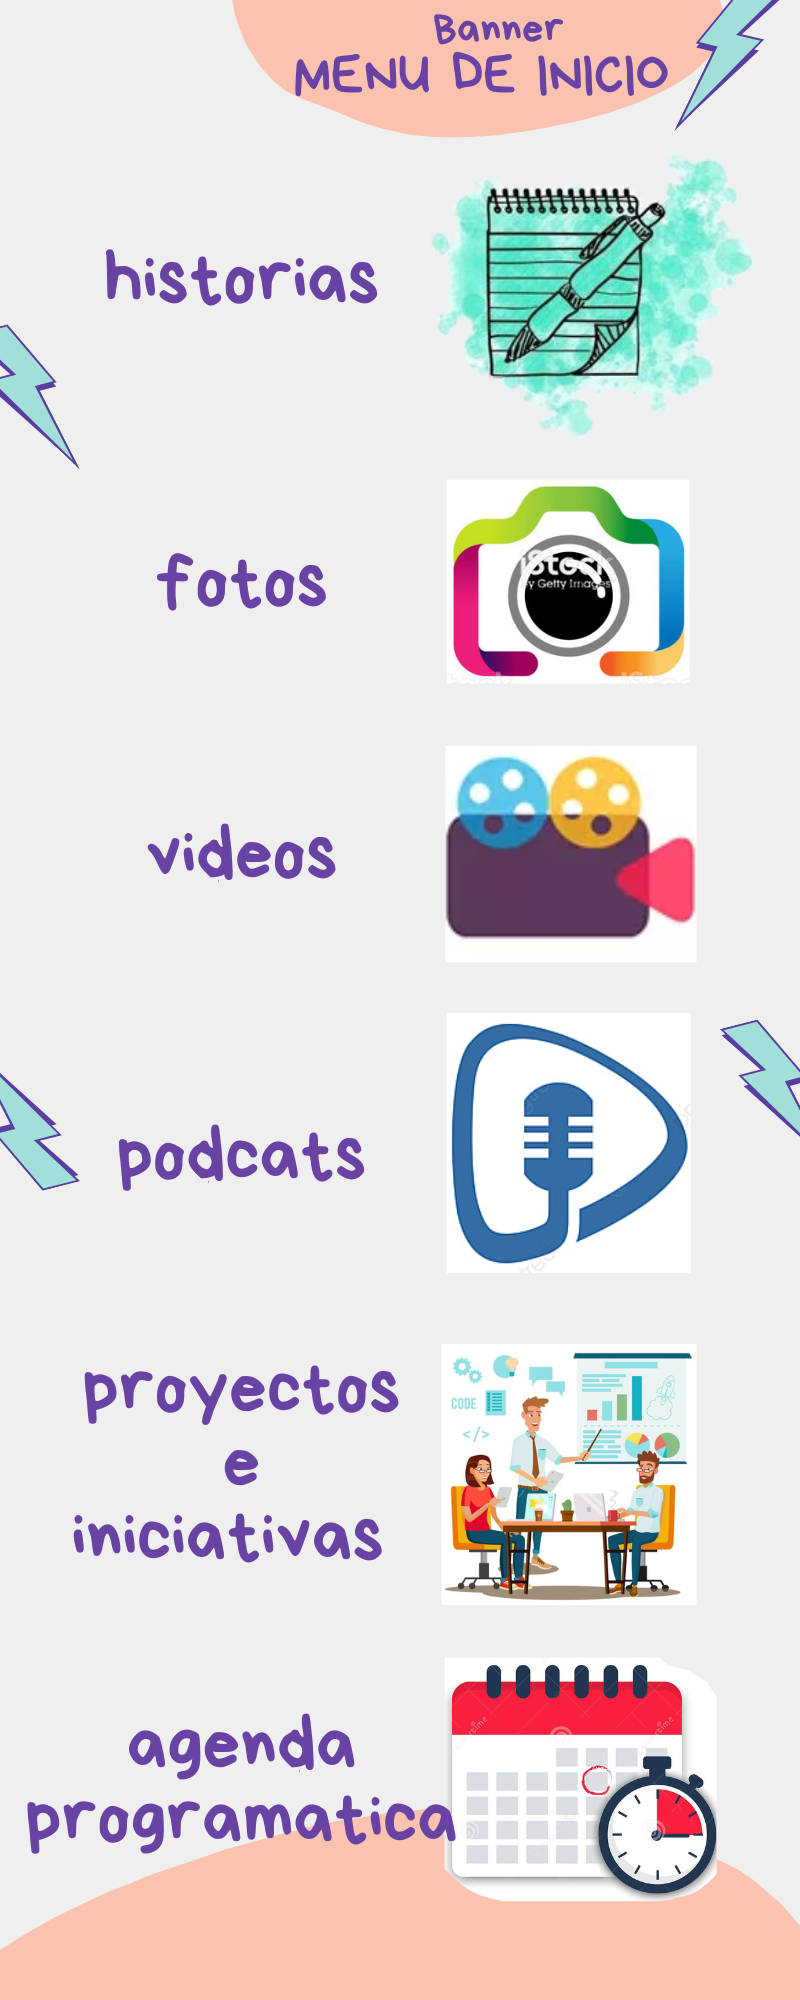 Banner
MENU DE INICIO
historias
fotos
iStock
by Getty Images
videos
podcats
proyectos
e
iniciativas
CODE
</>
agenda
programatica